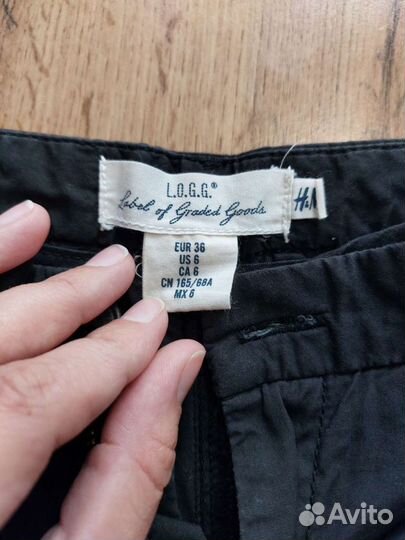 L.O.G.G.®
Label of Graded Goods
H&M
EUR 36
US 6
CA 6
CN 165/68A
MX 6
Avito